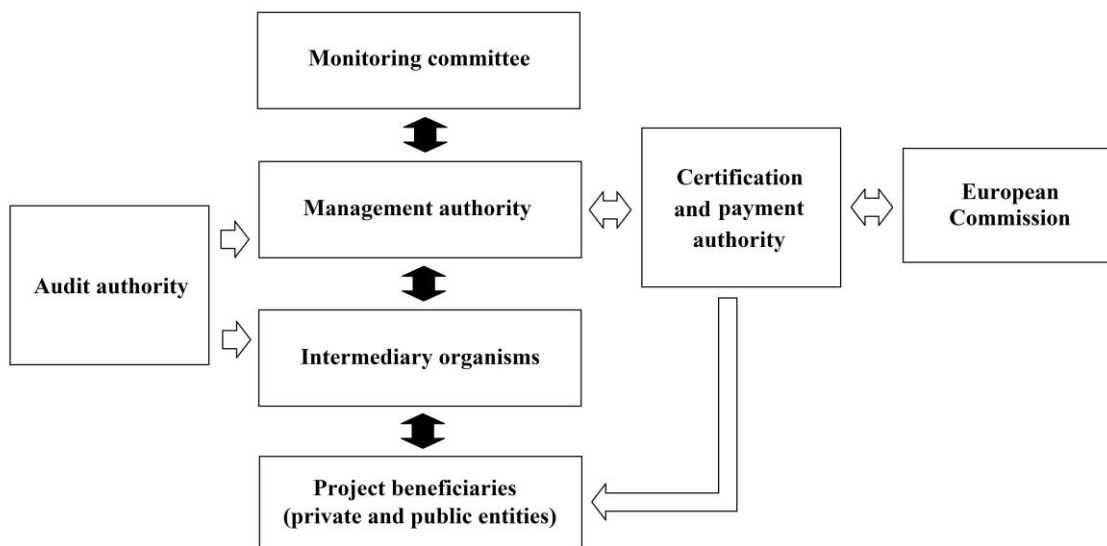 Monitoring committee
Management authority
Certification
and payment
authority
European
Commission
Audit authority
Intermediary organisms
Project beneficiaries
(private and public entities)